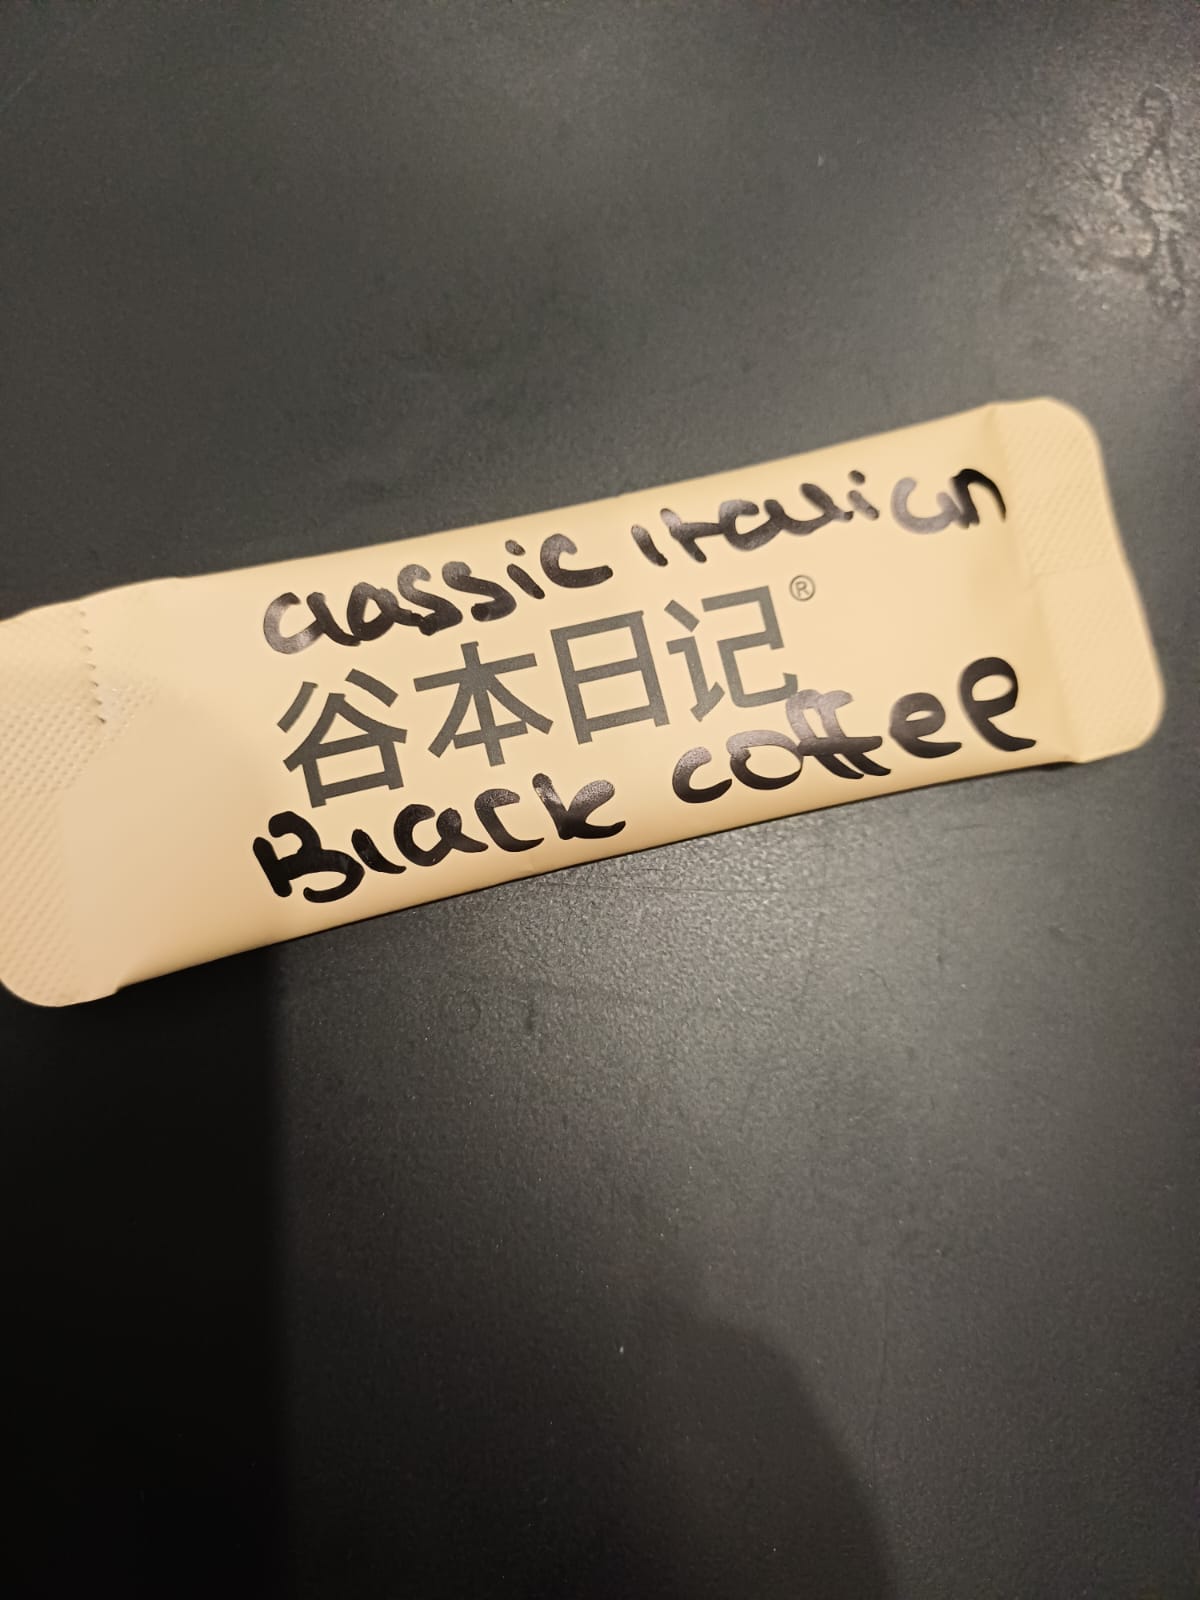 classic italian
谷本日记®
Black coffee